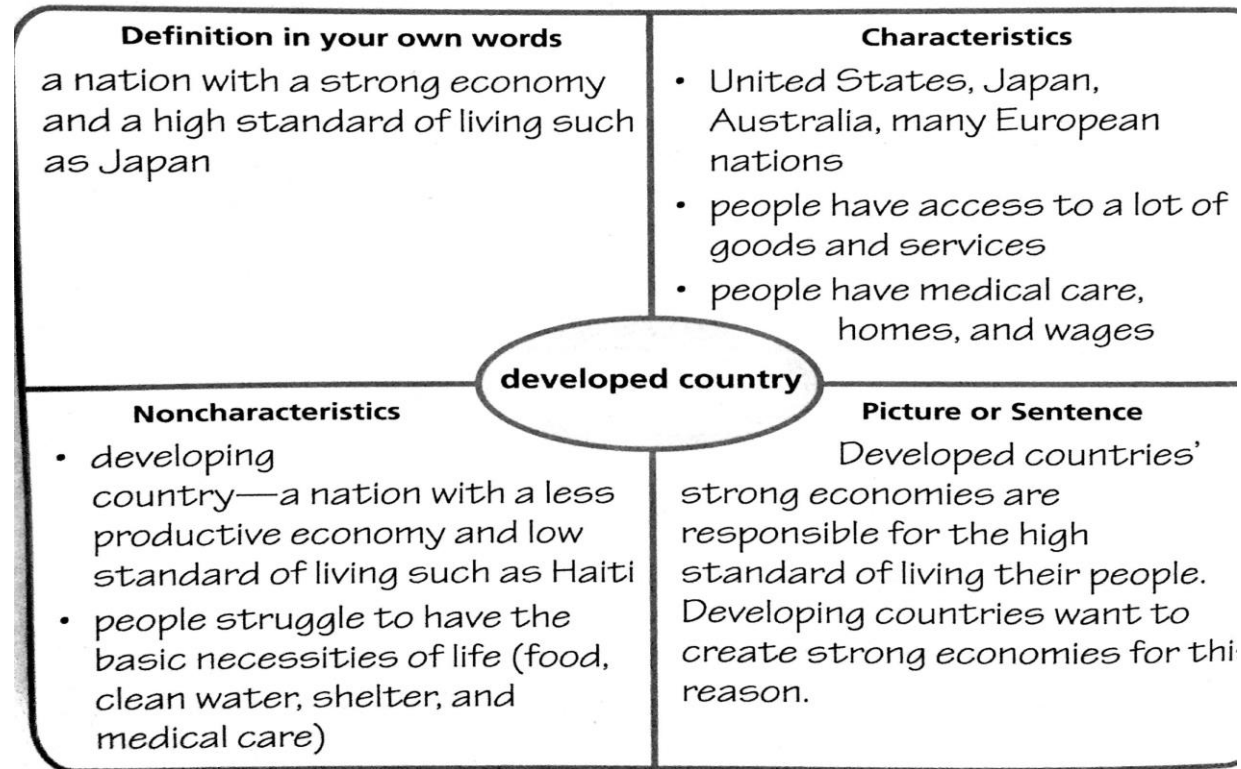 Definition in your own words
a nation with a strong economy
and a high standard of living such
as Japan
Characteristics
• United States, Japan,
Australia, many European
nations
• people have access to a lot of
goods and services
• people have medical care,
homes, and wages
developed country
Noncharacteristics
• developing
country—a nation with a less
productive economy and low
standard of living such as Haiti
• people struggle to have the
basic necessities of life (food,
clean water, shelter, and
medical care)
Picture or Sentence
Developed countries'
strong economies are
responsible for the high
standard of living their people.
Developing countries want to
create strong economies for thi
reason.